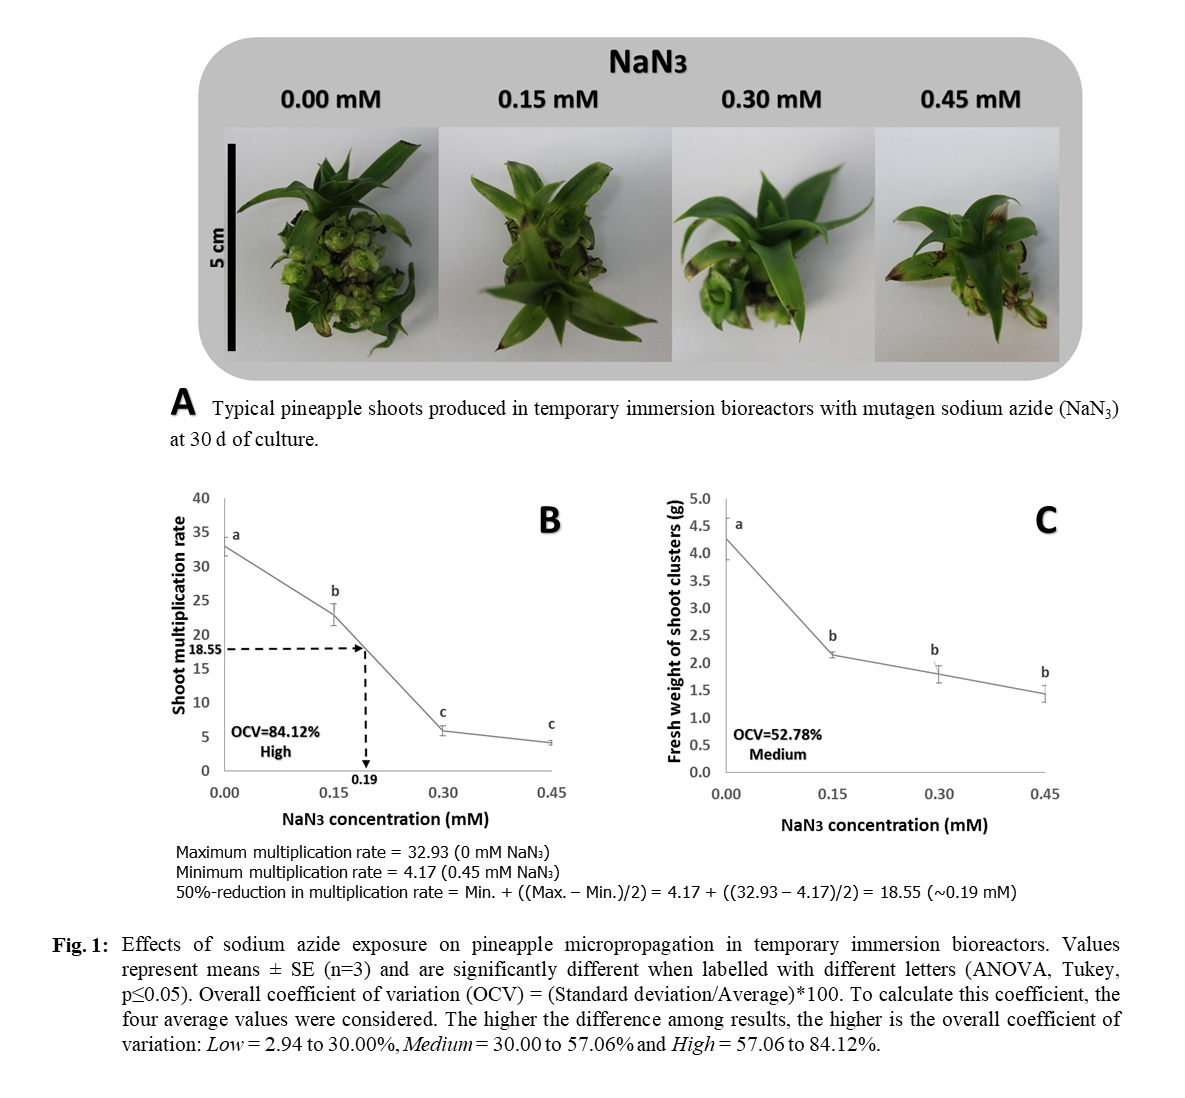 NaN3
0.00 mM 0.15 mM 0.30 mM 0.45 mM
5 cm
A Typical pineapple shoots produced in temporary immersion bioreactors with mutagen sodium azide (NaN3)
at 30 d of culture.
B
Shoot multiplication rate
40
35
30
25
20
18.55
15
10
5
0
a
b
c
c
OCV=84.12%
High
0.19
0.00 0.15 0.30 0.45
NaN3 concentration (mM)
C
Fresh weight of shoot clusters (g)
5.0
4.5
4.0
3.5
3.0
2.5
2.0
1.5
1.0
0.5
0.0
a
b
b
b
OCV=52.78%
Medium
0.00 0.15 0.30 0.45
NaN3 concentration (mM)
Maximum multiplication rate = 32.93 (0 mM NaN3)
Minimum multiplication rate = 4.17 (0.45 mM NaN3)
50%-reduction in multiplication rate = Min. + ((Max. – Min.)/2) = 4.17 + ((32.93 – 4.17)/2) = 18.55 (~0.19 mM)
Fig. 1: Effects of sodium azide exposure on pineapple micropropagation in temporary immersion bioreactors. Values
represent means ± SE (n=3) and are significantly different when labelled with different letters (ANOVA, Tukey,
p≤0.05). Overall coefficient of variation (OCV) = (Standard deviation/Average)*100. To calculate this coefficient, the
four average values were considered. The higher the difference among results, the higher is the overall coefficient of
variation: Low = 2.94 to 30.00%, Medium = 30.00 to 57.06% and High = 57.06 to 84.12%.